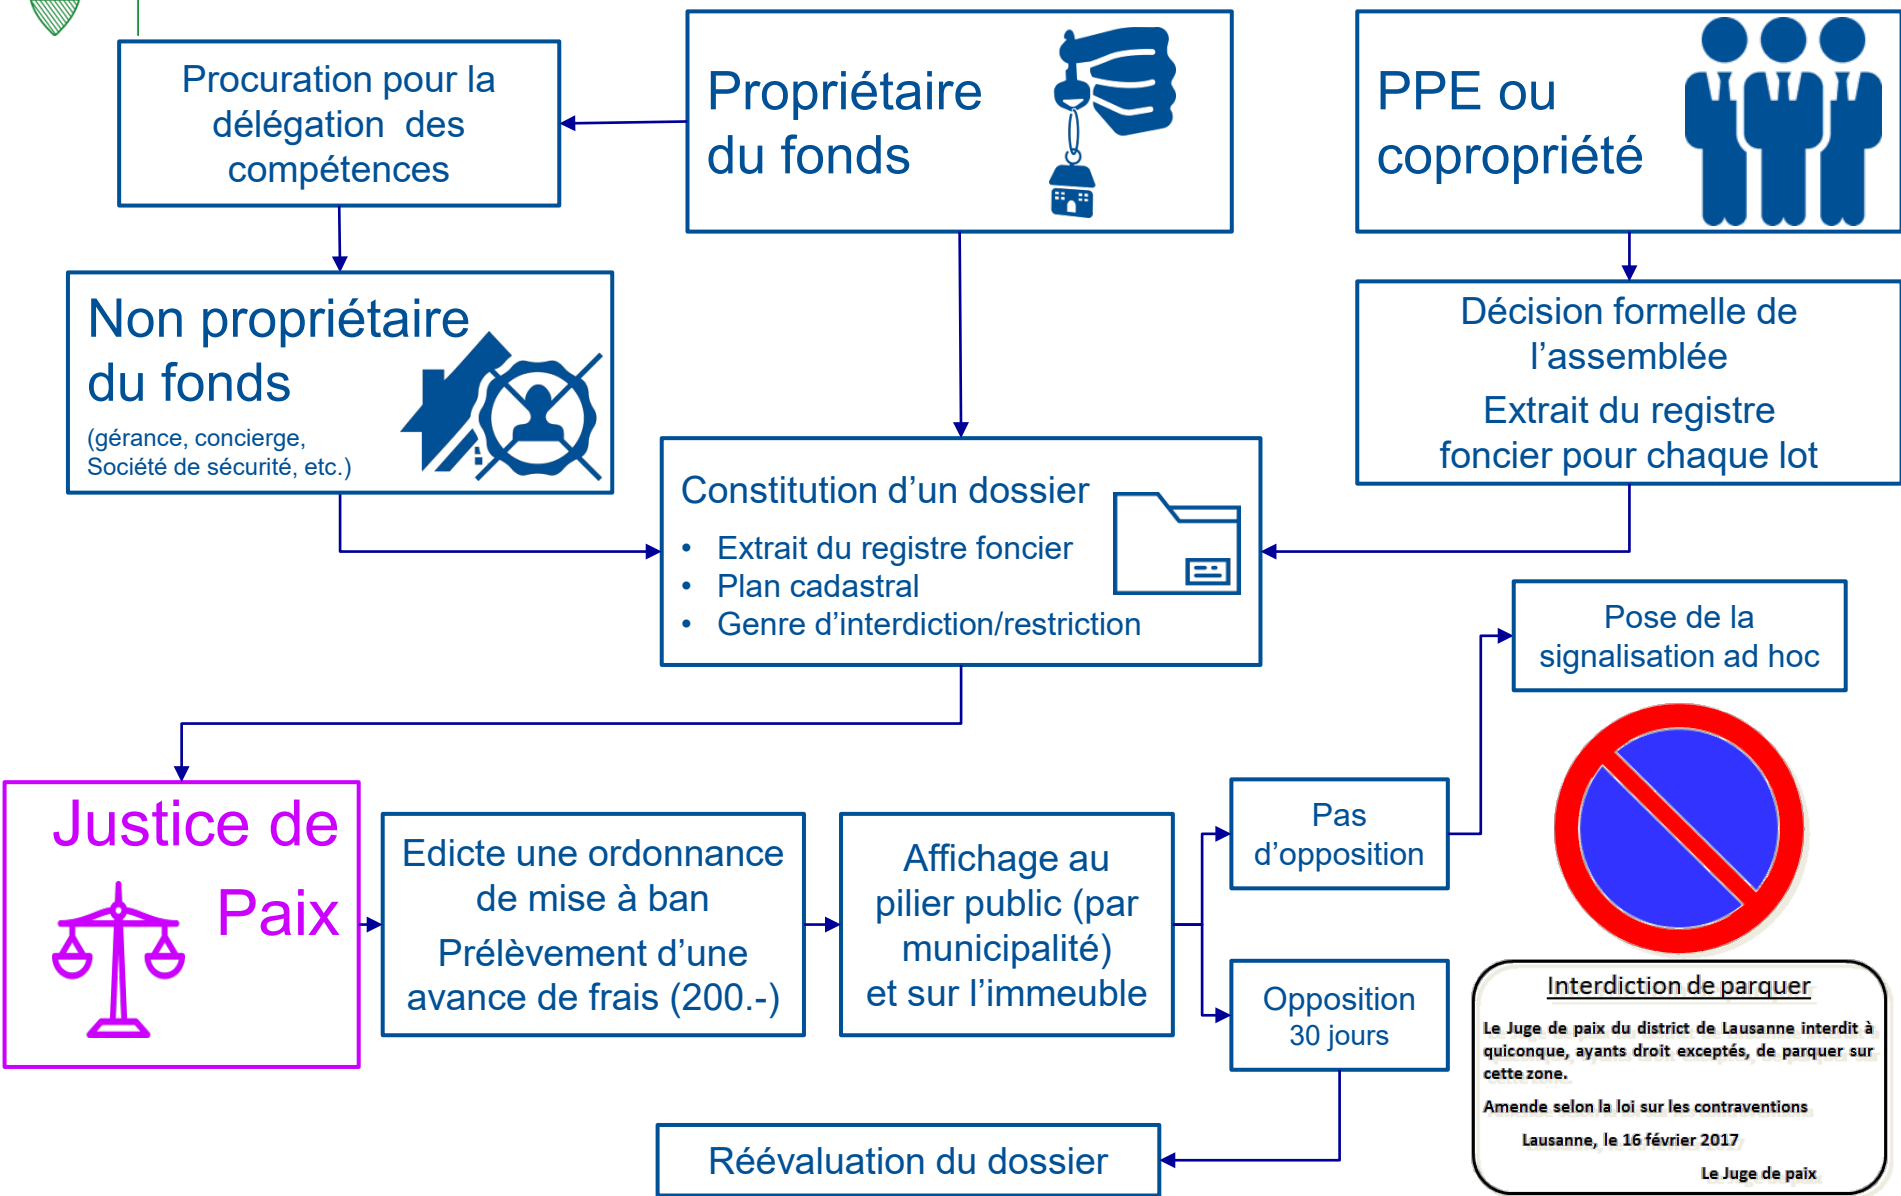 Procuration pour la
délégation des
compétences
Propriétaire
du fonds
PPE ou
copropriété
Non propriétaire
du fonds
(gérance, concierge,
Société de sécurité, etc.)
Décision formelle de
l’assemblée
Extrait du registre
foncier pour chaque lot
Constitution d’un dossier
• Extrait du registre foncier
• Plan cadastral
• Genre d’interdiction/restriction
Pose de la
signalisation ad hoc
Justice de
Paix
Edicte une ordonnance
de mise à ban
Prélèvement d’une
avance de frais (200.-)
Affichage au
pilier public (par
municipalité)
et sur l’immeuble
Pas
d’opposition
Opposition
30 jours
Réévaluation du dossier
Interdiction de parquer
Le Juge de paix du district de Lausanne interdit à
quiconque, ayants droit exceptés, de parquer sur
cette zone.
Amende selon la loi sur les contraventions
Lausanne, le 16 février 2017
Le Juge de paix